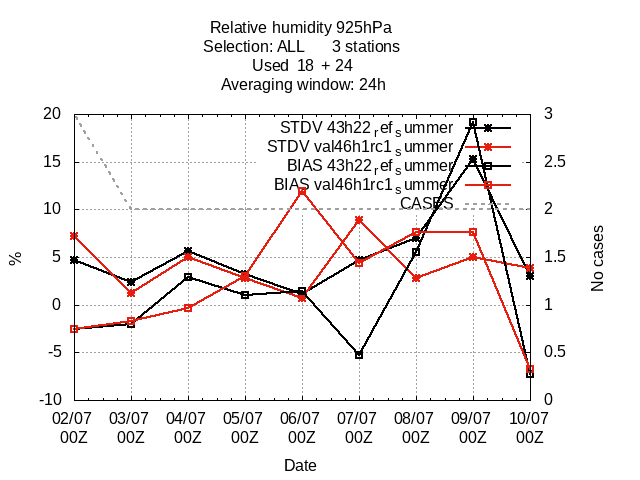 Relative humidity 925hPa
Selection: ALL 3 stations
Used 18 + 24
Averaging window: 24h
20 3
STDV 43h22_ref_summer
STDV val46h1rc1_summer
15 2.5
BIAS 43h22_ref_summer
BIAS val46h1rc1_summer
CASES
10 2
5 1.5
% No cases
0 1
-5 0.5
-10 0
02/07 03/07 04/07 05/07 06/07 07/07 08/07 09/07 10/07
00Z 00Z 00Z 00Z 00Z 00Z 00Z 00Z 00Z
Date